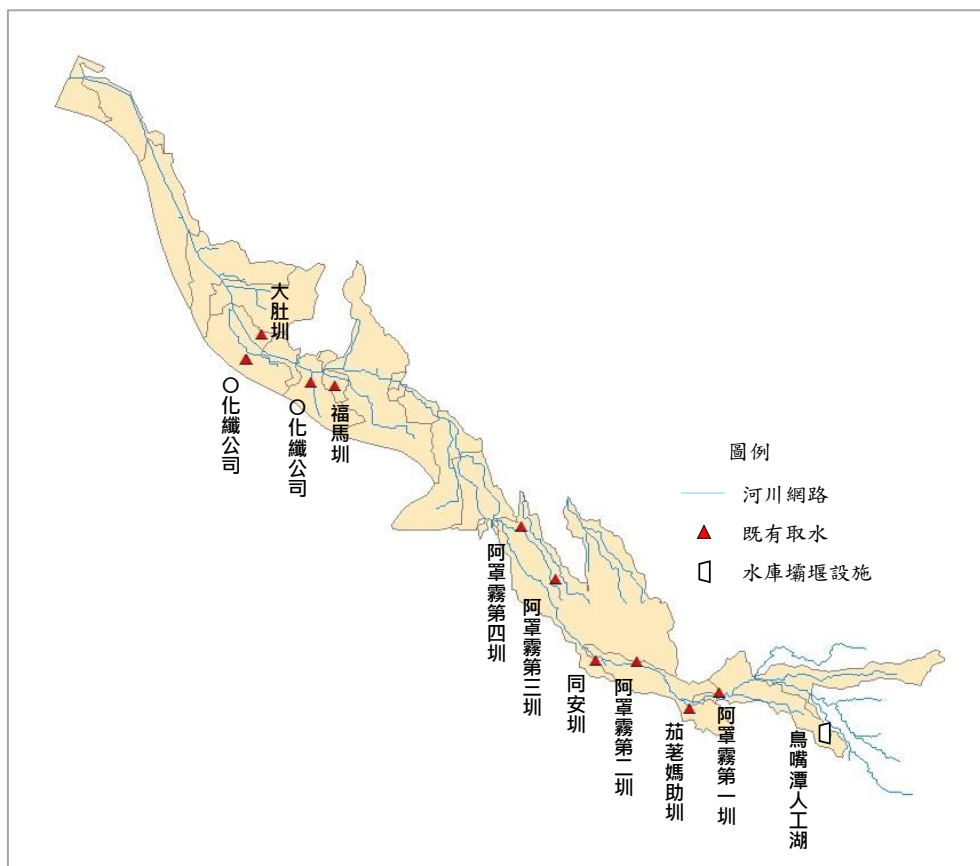 大肚圳
〇化纖公司
〇化纖公司
福馬圳
圖例
河川網路
既有取水
水庫壩堰設施
阿罩霧第四圳
阿罩霧第三圳
同安圳
阿罩霧第二圳
茄荖媽助圳
阿罩霧第一圳
鳥嘴潭人工湖